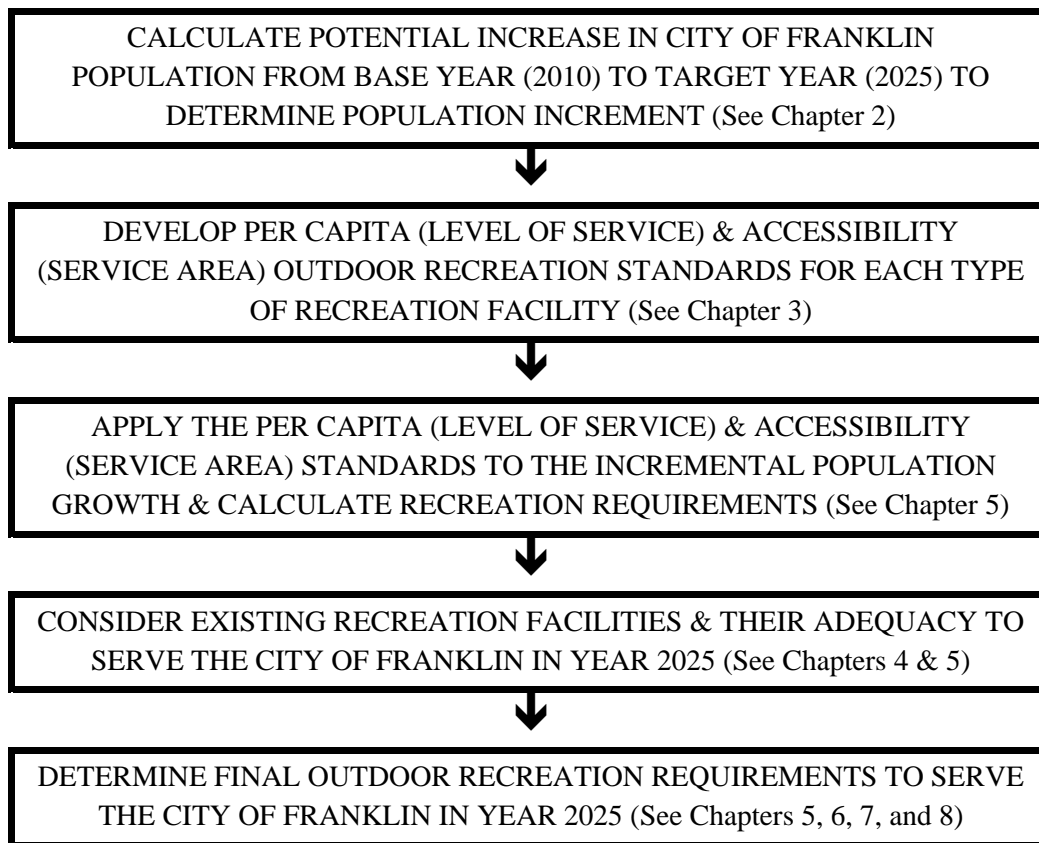 CALCULATE POTENTIAL INCREASE IN CITY OF FRANKLIN
POPULATION FROM BASE YEAR (2010) TO TARGET YEAR (2025) TO
DETERMINE POPULATION INCREMENT (See Chapter 2)
DEVELOP PER CAPITA (LEVEL OF SERVICE) & ACCESSIBILITY
(SERVICE AREA) OUTDOOR RECREATION STANDARDS FOR EACH TYPE
OF RECREATION FACILITY (See Chapter 3)
APPLY THE PER CAPITA (LEVEL OF SERVICE) & ACCESSIBILITY
(SERVICE AREA) STANDARDS TO THE INCREMENTAL POPULATION
GROWTH & CALCULATE RECREATION REQUIREMENTS (See Chapter 5)
CONSIDER EXISTING RECREATION FACILITIES & THEIR ADEQUACY TO
SERVE THE CITY OF FRANKLIN IN YEAR 2025 (See Chapters 4 & 5)
DETERMINE FINAL OUTDOOR RECREATION REQUIREMENTS TO SERVE
THE CITY OF FRANKLIN IN YEAR 2025 (See Chapters 5, 6, 7, and 8)